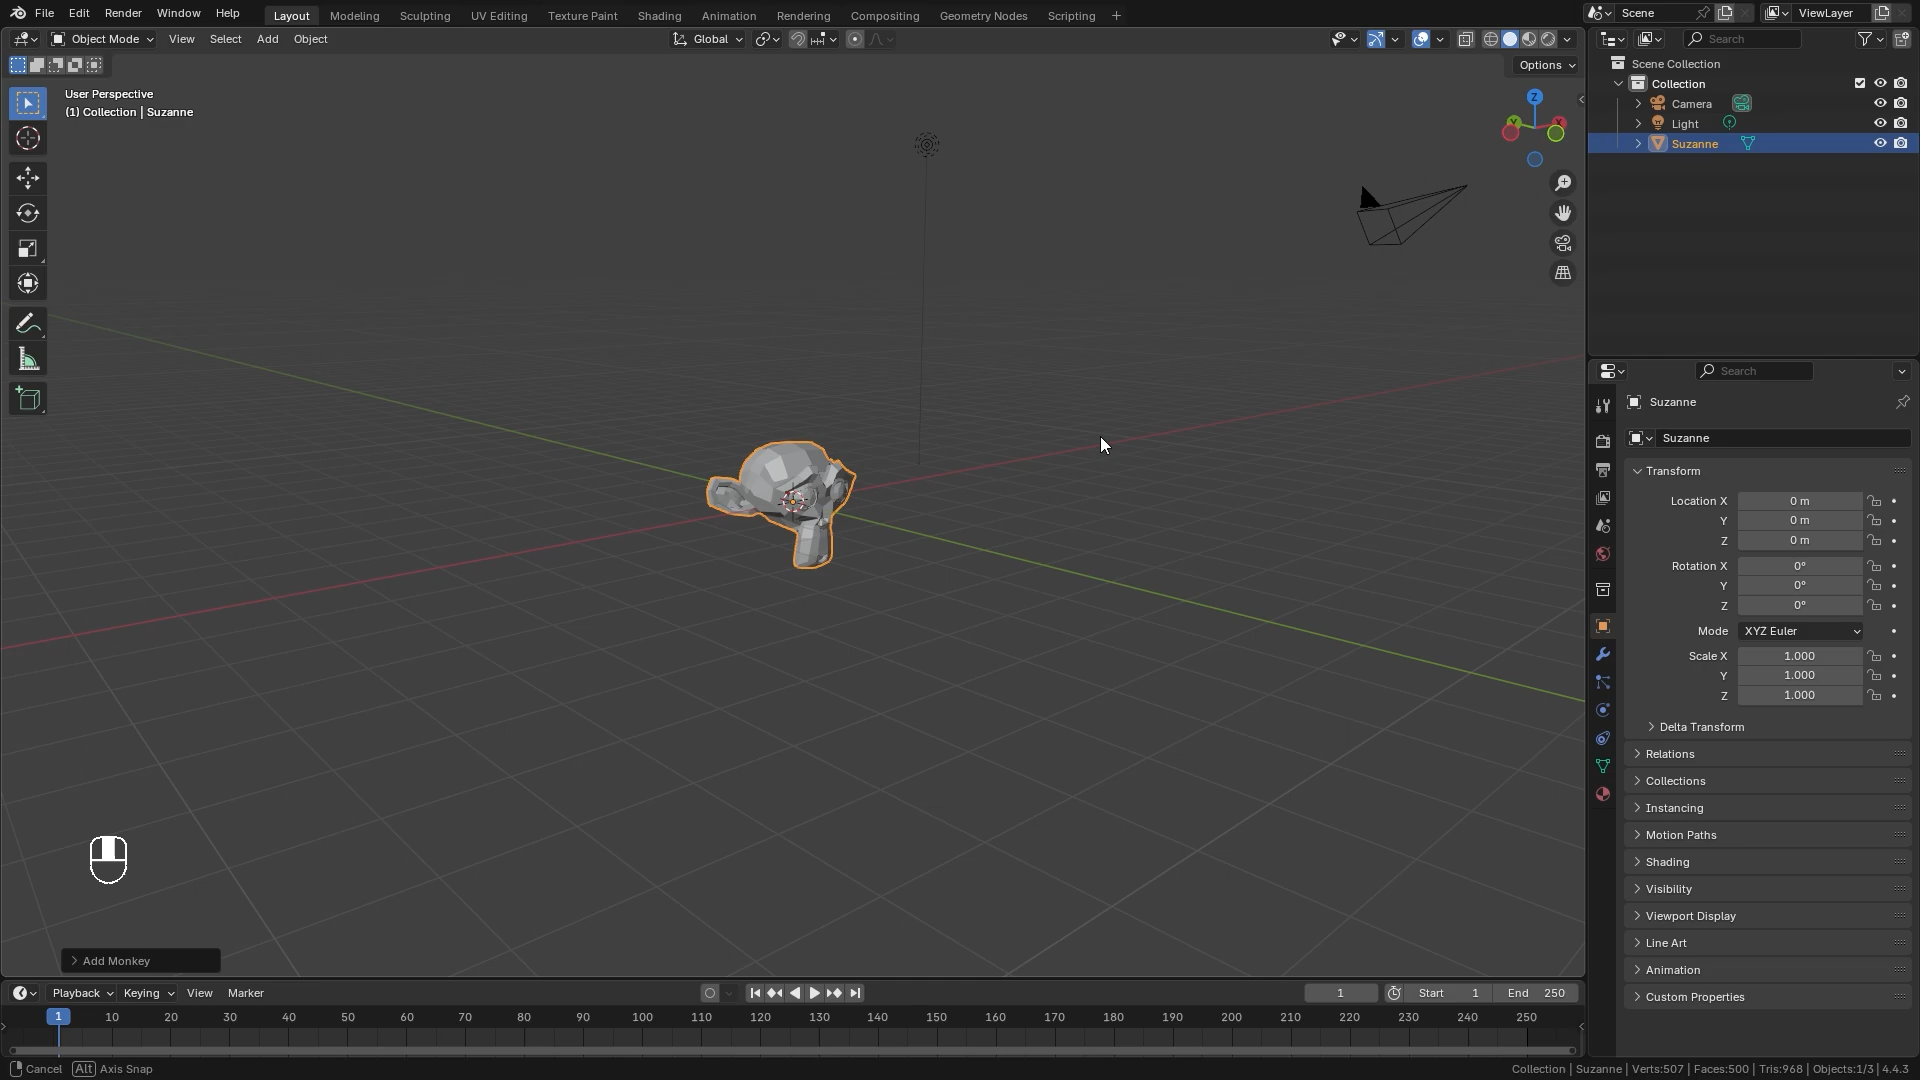 File Edit Render Window Help
Layout Modeling Sculpting UV Editing Texture Paint Shading Animation Rendering Compositing Geometry Nodes Scripting
Scene
ViewLayer
Object Mode View Select Add Object
Global
Search
Options
User Perspective
(1) Collection | Suzanne
Z
Y
X
Scene Collection
Collection
Camera
Light
Suzanne
Search
Suzanne
Suzanne
Transform
Location X 0 m
Y 0 m
Z 0 m
Rotation X 0°
Y 0°
Z 0°
Mode XYZ Euler
Scale X 1.000
Y 1.000
Z 1.000
Delta Transform
Relations
Collections
Instancing
Motion Paths
Shading
Visibility
Viewport Display
Line Art
Animation
Custom Properties
Add Monkey
Playback Keying View Marker
1
Start 1
End 250
1 10 20 30 40 50 60 70 80 90 100 110 120 130 140 150 160 170 180 190 200 210 220 230 240 250
Cancel Alt Axis Snap
Collection | Suzanne | Verts:507 | Faces:500 | Tris:968 | Objects:1/3 | 4.4.3